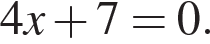 4x + 7 = 0.